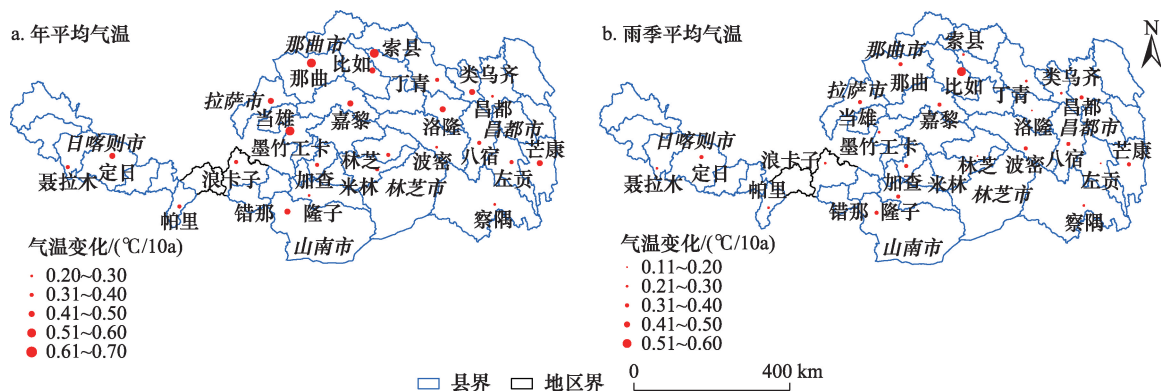 a. 年平均气温
那曲市
索县
比如
那曲
丁青
类乌齐
拉萨市
昌都
当雄
嘉黎
洛隆
昌都市
日喀则市
墨竹工卡
林芝
波密
八宿
芒康
定日
浪卡子
加查
米林
林芝市
左贡
聂拉木
帕里
错那
隆子
察隅
山南市
气温变化/(℃/10a)
0.20~0.30
0.31~0.40
0.41~0.50
0.51~0.60
0.61~0.70
b. 雨季平均气温
N
索县
那曲市
那曲
比如
丁青
类乌齐
拉萨市
昌都
当雄
嘉黎
洛隆
昌都市
日喀则市
墨竹工卡
林芝
波密
八宿
芒康
定日
浪卡子
加查
米林
林芝市
左贡
聂拉木
帕里
错那
隆子
察隅
山南市
气温变化/(℃/10a)
0.11~0.20
0.21~0.30
0.31~0.40
0.41~0.50
0.51~0.60
县界
地区界
0
400 km